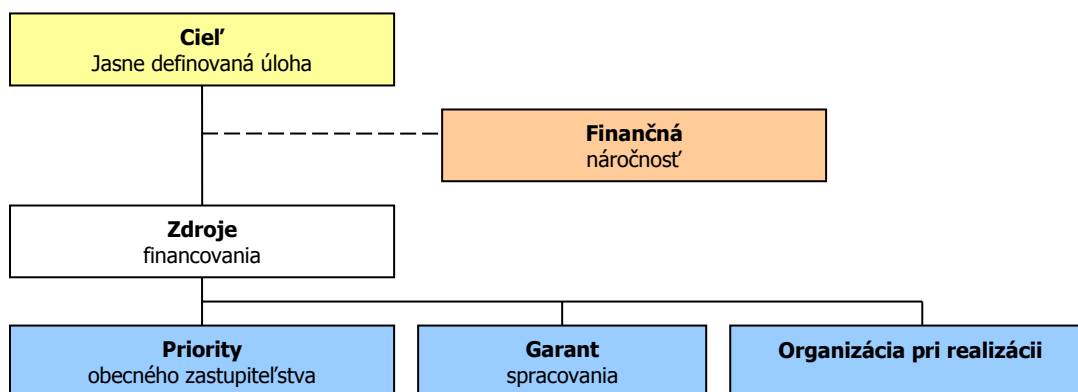 Cieľ
Jasne definovaná úloha
Finančná
náročnosť
Zdroje
financovania
Priority
obecného zastupiteľstva
Garant
spracovania
Organizácia pri realizácii